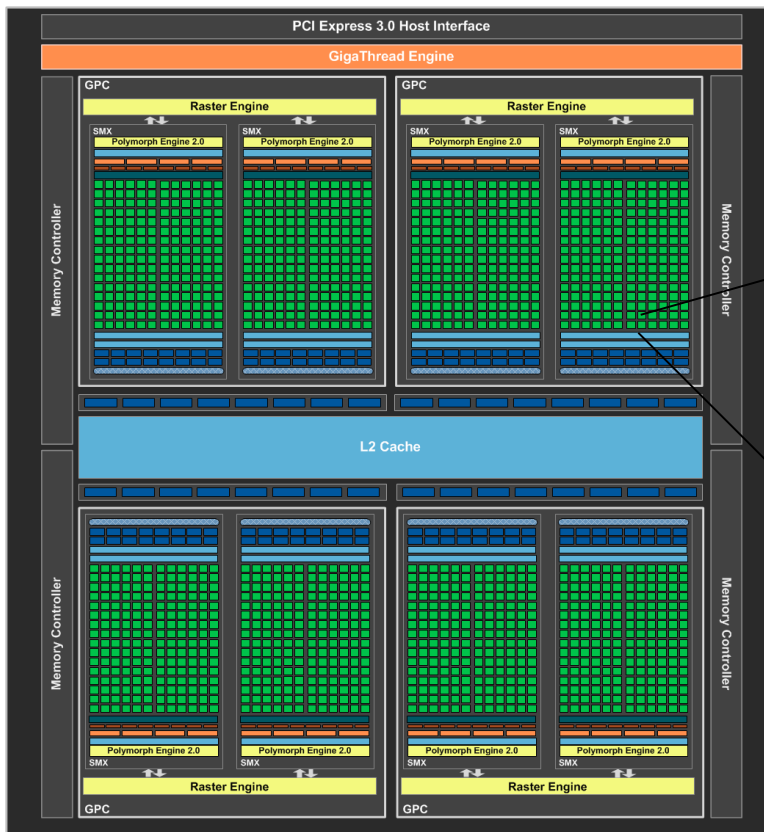 PCI Express 3.0 Host Interface
GigaThread Engine
GPC
GPC
Raster Engine
Raster Engine
SMX
SMX
SMX
SMX
Polymorph Engine 2.0
Polymorph Engine 2.0
Polymorph Engine 2.0
Polymorph Engine 2.0
Memory Controller
Memory Controller
L2 Cache
Memory Controller
Memory Controller
Polymorph Engine 2.0
Polymorph Engine 2.0
Polymorph Engine 2.0
Polymorph Engine 2.0
SMX
SMX
SMX
SMX
Raster Engine
Raster Engine
GPC
GPC